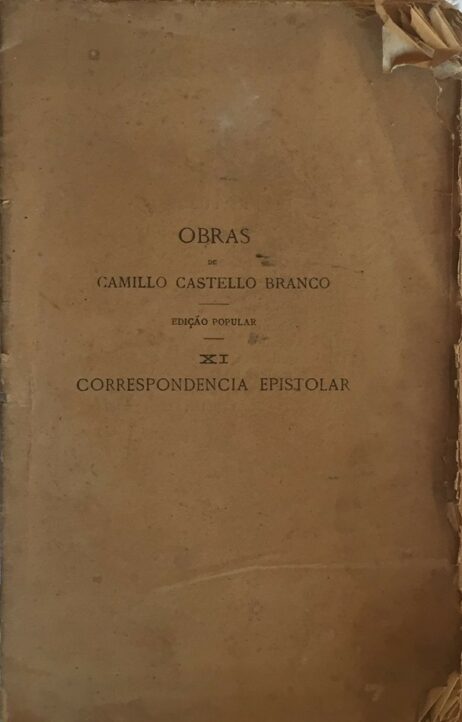 OBRAS
DE
CAMILLO CASTELLO BRANCO
EDIÇÃO POPULAR
XI
CORRESPONDENCIA EPISTOLAR